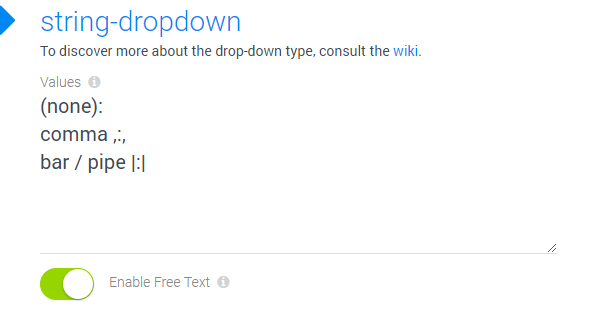 string-dropdown
To discover more about the drop-down type, consult the wiki.
Values
(none):
comma ,:,
bar / pipe |:|
Enable Free Text